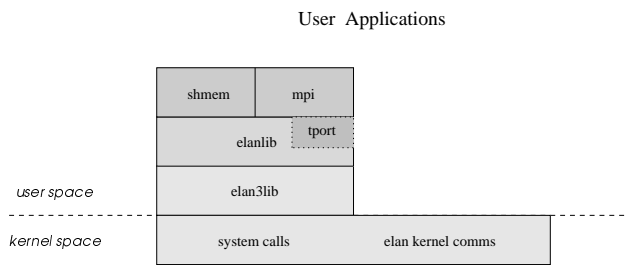 User Applications
shmem mpi
tport
elanlib
user space elan3lib
kernel space system calls elan kernel comms